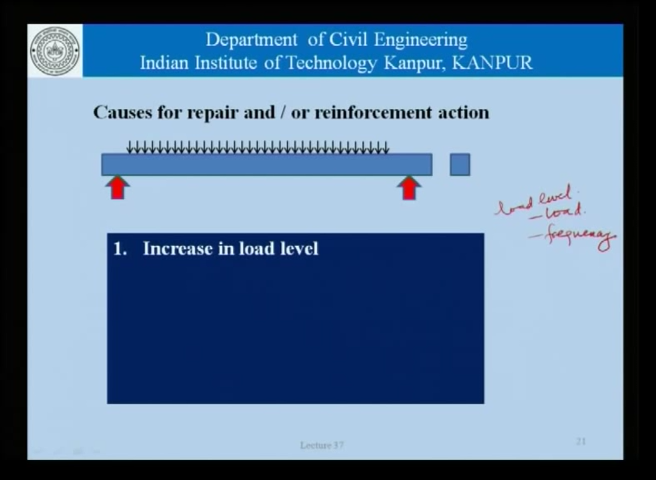 Department of Civil Engineering
Indian Institute of Technology Kanpur, KANPUR
Causes for repair and / or reinforcement action
load level.
– Load.
– frequency
1. Increase in load level
Lecture 37
21